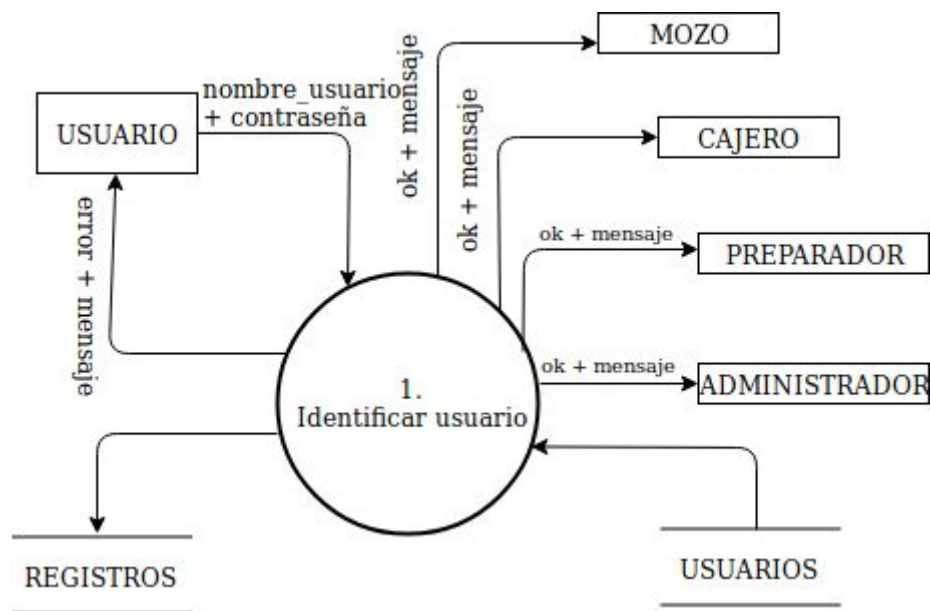 MOZO
nombre_usuario
+ contraseña
USUARIO
ok + mensaje
ok + mensaje
CAJERO
error + mensaje
ok + mensaje
PREPARADOR
ok + mensaje
ADMINISTRADOR
1.
Identificar usuario
REGISTROS
USUARIOS